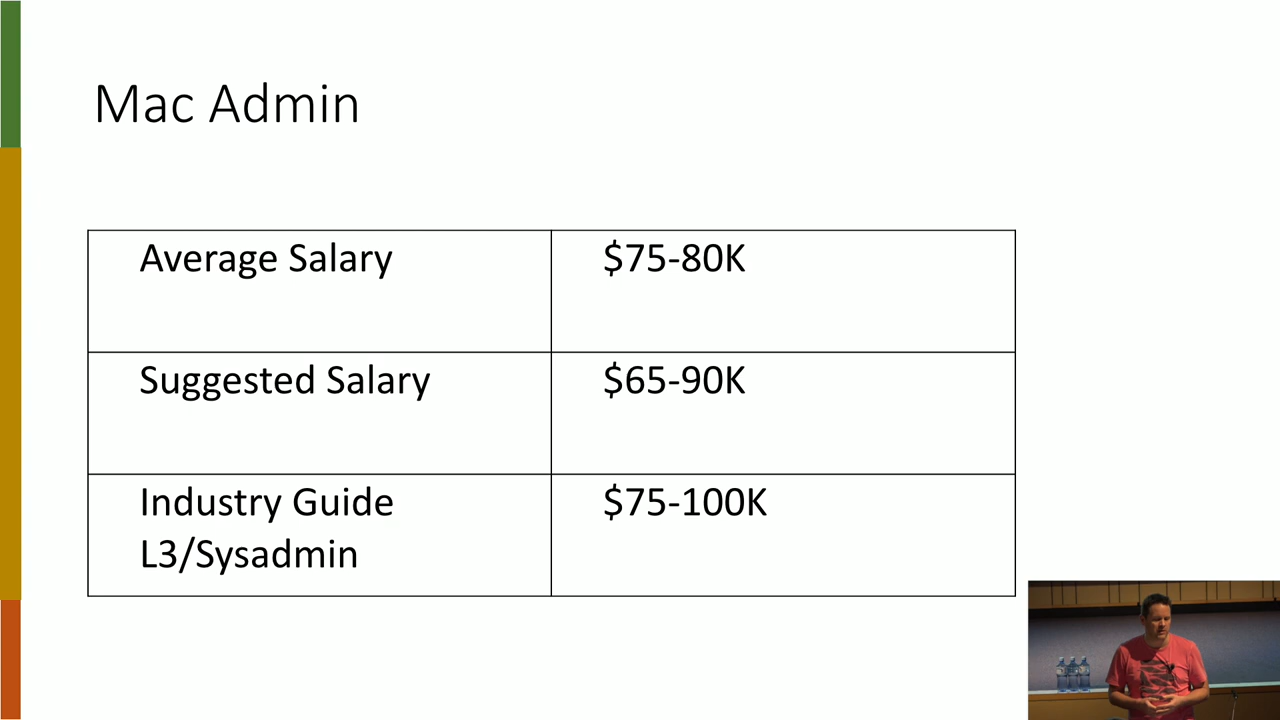 Mac Admin
Average Salary
$75-80K
Suggested Salary
$65-90K
Industry Guide
L3/Sysadmin
$75-100K